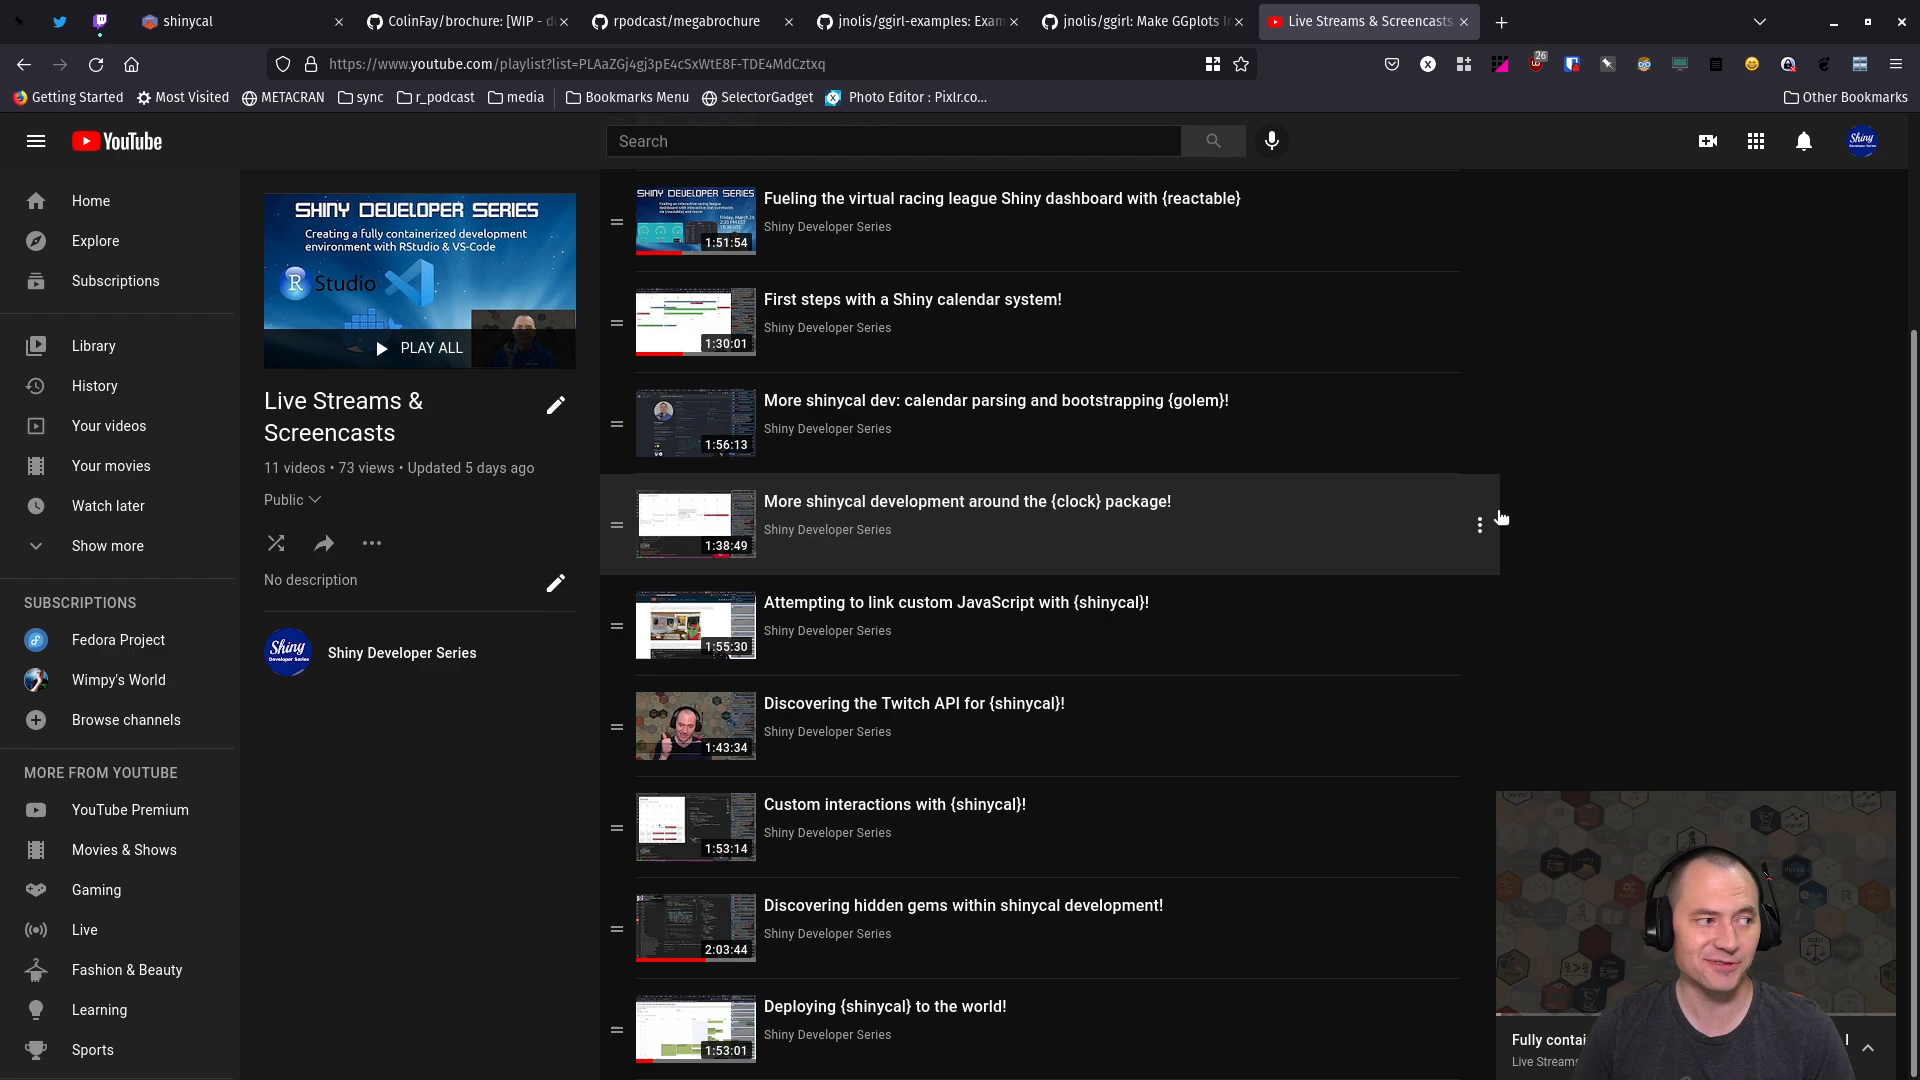 shinycal
ColinFay/brochure: [WIP - d
rpodcast/megabrochure
jnolis/ggirl-examples: Exam
jnolis/ggirl: Make GGplots I
Live Streams & Screencasts
https://www.youtube.com/playlist?list=PLAaZGj4gj3pE4cSxWtE8F-TDE4MdCztxq
26
Getting Started
Most Visited
METACRAN
sync
r_podcast
media
Bookmarks Menu
SelectorGadget
Photo Editor : Pixlr.co...
Other Bookmarks
YouTube
Search
Shiny
Home
Explore
Subscriptions
Library
History
Your videos
Your movies
Watch later
Show more
SUBSCRIPTIONS
Fedora Project
Wimpy's World
Browse channels
MORE FROM YOUTUBE
YouTube Premium
Movies & Shows
Gaming
Live
Fashion & Beauty
Learning
Sports
SHINY DEVELOPER SERIES
Creating a fully containerized development
environment with RStudio & VS-Code
R Studio
PLAY ALL
Live Streams &
Screencasts
11 videos • 73 views • Updated 5 days ago
Public
No description
Shiny
Developer Series
Shiny Developer Series
SHINY DEVELOPER SERIES
1:51:54
Fueling the virtual racing league Shiny dashboard with {reactable}
Shiny Developer Series
1:30:01
First steps with a Shiny calendar system!
Shiny Developer Series
1:56:13
More shinycal dev: calendar parsing and bootstrapping {golem}!
Shiny Developer Series
1:38:49
More shinycal development around the {clock} package!
Shiny Developer Series
1:55:30
Attempting to link custom JavaScript with {shinycal}!
Shiny Developer Series
1:43:34
Discovering the Twitch API for {shinycal}!
Shiny Developer Series
1:53:14
Custom interactions with {shinycal}!
Shiny Developer Series
2:03:44
Discovering hidden gems within shinycal development!
Shiny Developer Series
1:53:01
Deploying {shinycal} to the world!
Shiny Developer Series
Fully contai
Live Streams